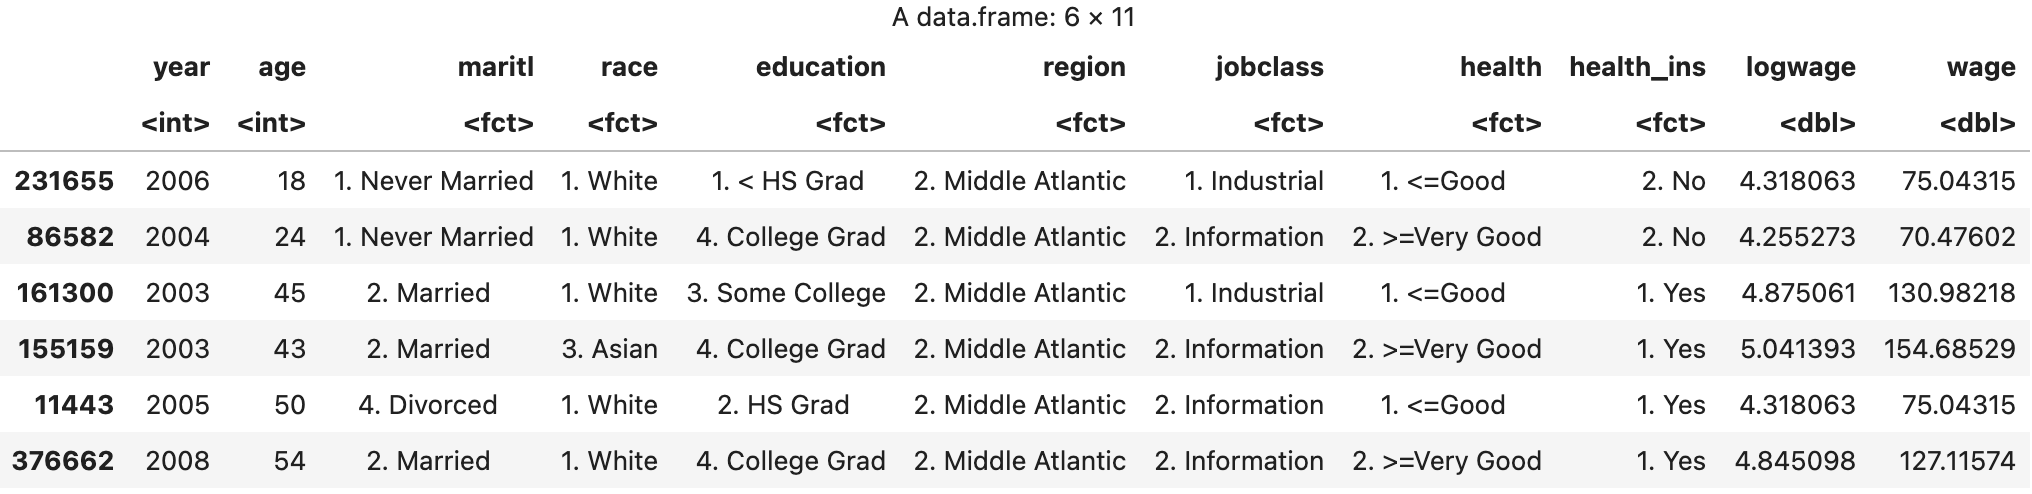 A data.frame: 6 × 11
year age maritl race education region jobclass health health_ins logwage wage
<int> <int> <fct> <fct> <fct> <fct> <fct> <fct> <fct> <dbl> <dbl>
231655 2006 18 1. Never Married 1. White 1. < HS Grad 2. Middle Atlantic 1. Industrial 1. <=Good 2. No 4.318063 75.04315
86582 2004 24 1. Never Married 1. White 4. College Grad 2. Middle Atlantic 2. Information 2. >=Very Good 2. No 4.255273 70.47602
161300 2003 45 2. Married 1. White 3. Some College 2. Middle Atlantic 1. Industrial 1. <=Good 1. Yes 4.875061 130.98218
155159 2003 43 2. Married 3. Asian 4. College Grad 2. Middle Atlantic 2. Information 2. >=Very Good 1. Yes 5.041393 154.68529
11443 2005 50 4. Divorced 1. White 2. HS Grad 2. Middle Atlantic 2. Information 1. <=Good 1. Yes 4.318063 75.04315
376662 2008 54 2. Married 1. White 4. College Grad 2. Middle Atlantic 2. Information 2. >=Very Good 1. Yes 4.845098 127.11574